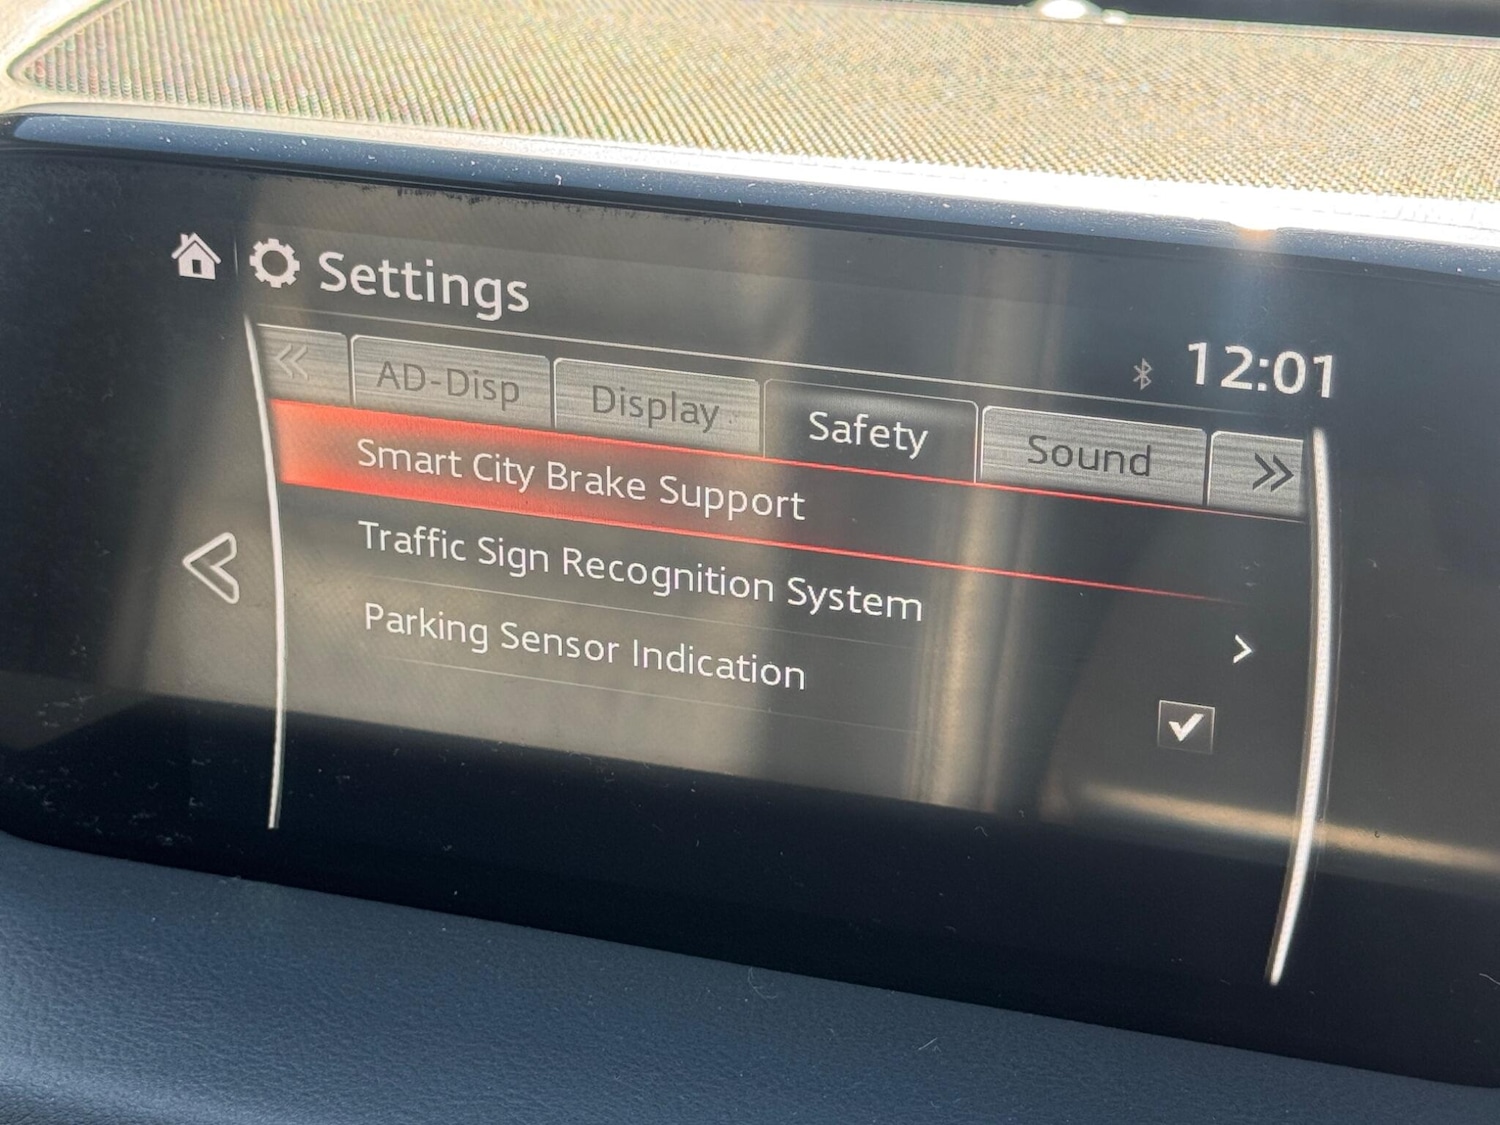 Settings
12:01
AD-Disp
Display
Safety
Sound
Smart City Brake Support
Traffic Sign Recognition System
Parking Sensor Indication